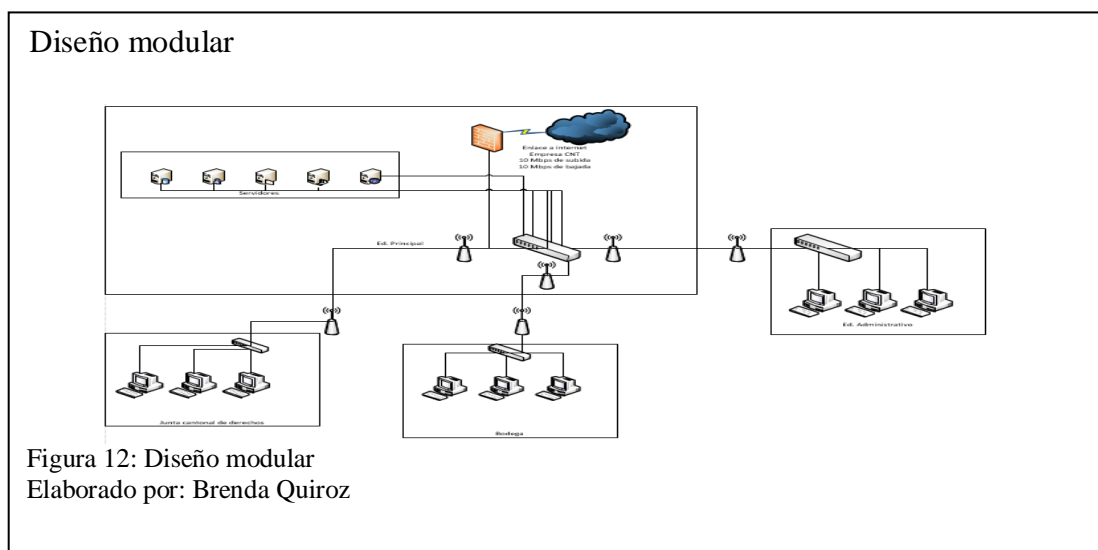 Diseño modular
Enlace a internet
Empresa CNT
10 Mbps de subida
10 Mbps de bajada
Servidores
Ed. Principal
Ed. Administrativo
Junta cantonal de derechos
Bodega
Figura 12: Diseño modular
Elaborado por: Brenda Quiroz